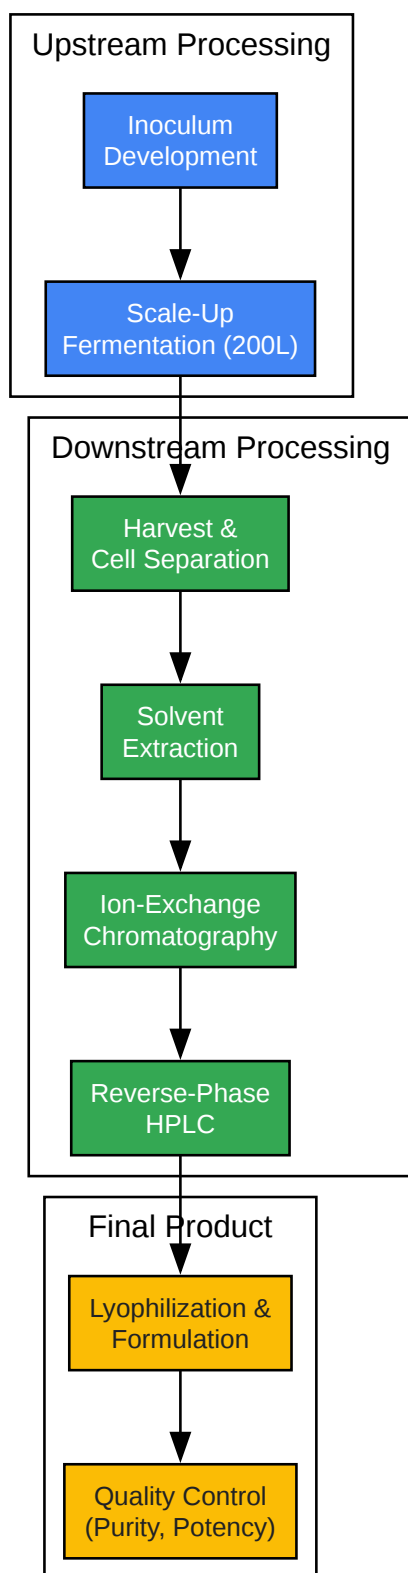 Upstream Processing
Inoculum
Development
Scale-Up
Fermentation (200L)
Downstream Processing
Harvest &
Cell Separation
Solvent
Extraction
Ion-Exchange
Chromatography
Reverse-Phase
HPLC
Final Product
Lyophilization &
Formulation
Quality Control
(Purity, Potency)